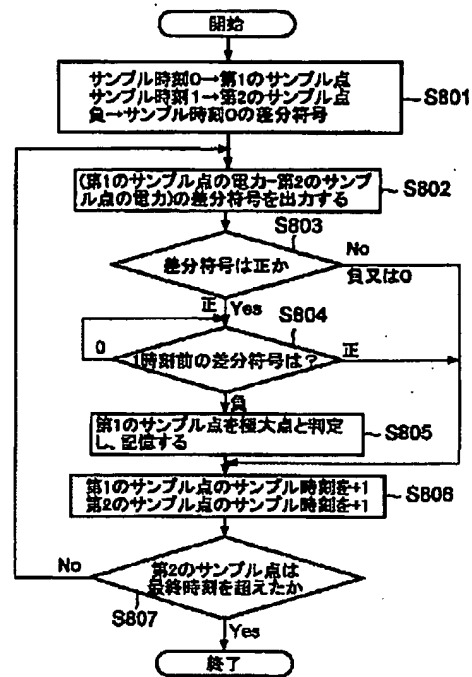 開始
サンプル時刻0→第1のサンプル点
サンプル時刻1→第2のサンプル点
負→サンプル時刻0の差分符号
S801
(第1のサンプル点の電力-第2のサンプ
ル点の電力)の差分符号を出力する
S802
S803
差分符号は正か
No
負又は0
正
Yes
S804
0
1時刻前の差分符号は?
正
負
第1のサンプル点を極大点と判定
し、記憶する
S805
第1のサンプル点のサンプル時刻を+1
第2のサンプル点のサンプル時刻を+1
S806
No
第2のサンプル点は
最終時刻を超えたか
S807
Yes
終了